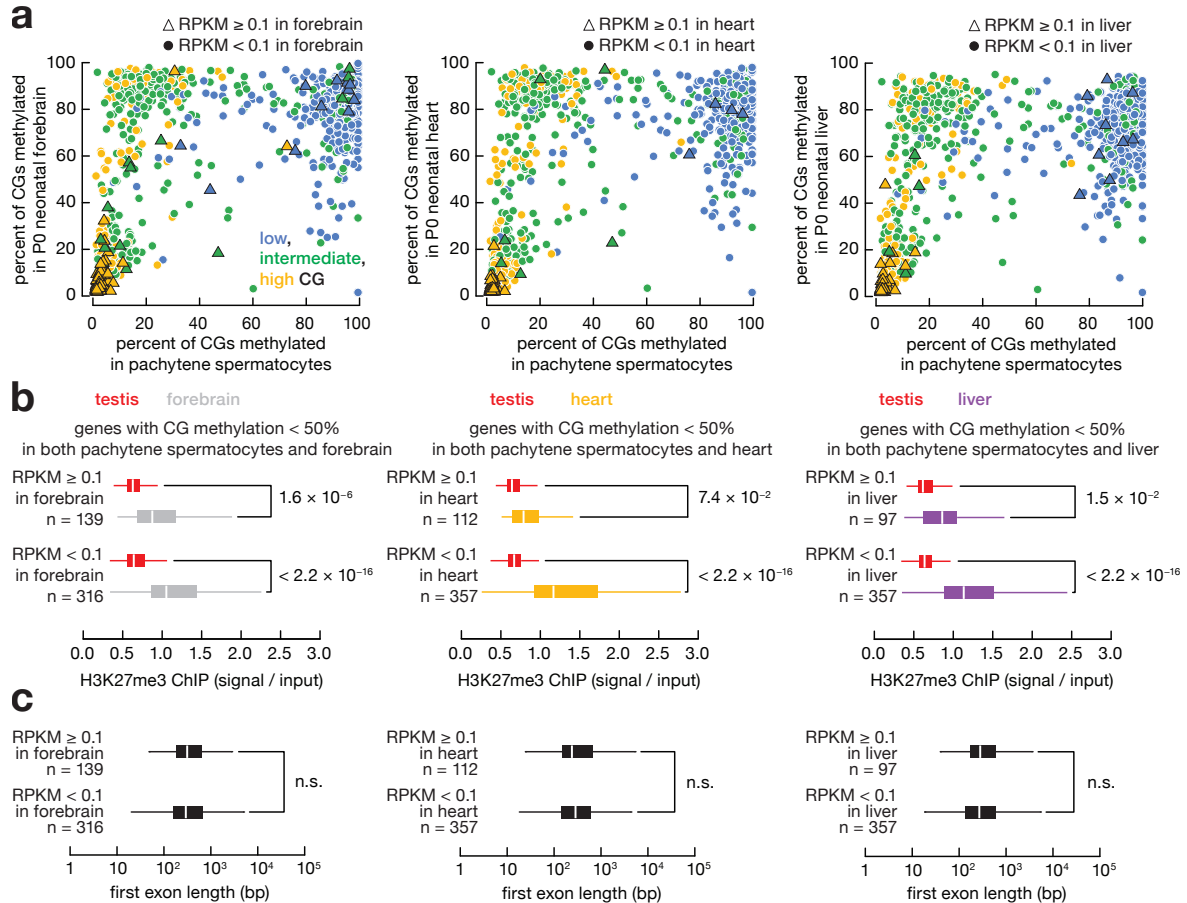 a
△ RPKM ≥ 0.1 in forebrain
● RPKM < 0.1 in forebrain
percent of CGs methylated
in P0 neonatal forebrain
100
80
60
40
20
0
low,
intermediate,
high CG
0 20 40 60 80 100
percent of CGs methylated
in pachytene spermatocytes
△ RPKM ≥ 0.1 in heart
● RPKM < 0.1 in heart
percent of CGs methylated
in P0 neonatal heart
100
80
60
40
20
0
0 20 40 60 80 100
percent of CGs methylated
in pachytene spermatocytes
△ RPKM ≥ 0.1 in liver
● RPKM < 0.1 in liver
percent of CGs methylated
in P0 neonatal liver
100
80
60
40
20
0
0 20 40 60 80 100
percent of CGs methylated
in pachytene spermatocytes
b
testis forebrain
genes with CG methylation < 50%
in both pachytene spermatocytes and forebrain
RPKM ≥ 0.1
in forebrain
n = 139
1.6 × 10⁻⁶
RPKM < 0.1
in forebrain
n = 316
< 2.2 × 10⁻¹⁶
0.0 0.5 1.0 1.5 2.0 2.5 3.0
H3K27me3 ChIP (signal / input)
testis heart
genes with CG methylation < 50%
in both pachytene spermatocytes and heart
RPKM ≥ 0.1
in heart
n = 112
7.4 × 10⁻²
RPKM < 0.1
in heart
n = 357
< 2.2 × 10⁻¹⁶
0.0 0.5 1.0 1.5 2.0 2.5 3.0
H3K27me3 ChIP (signal / input)
testis liver
genes with CG methylation < 50%
in both pachytene spermatocytes and liver
RPKM ≥ 0.1
in liver
n = 97
1.5 × 10⁻²
RPKM < 0.1
in liver
n = 357
< 2.2 × 10⁻¹⁶
0.0 0.5 1.0 1.5 2.0 2.5 3.0
H3K27me3 ChIP (signal / input)
c
RPKM ≥ 0.1
in forebrain
n = 139
n.s.
RPKM < 0.1
in forebrain
n = 316
1 10 10² 10³ 10⁴ 10⁵
first exon length (bp)
RPKM ≥ 0.1
in heart
n = 112
n.s.
RPKM < 0.1
in heart
n = 357
1 10 10² 10³ 10⁴ 10⁵
first exon length (bp)
RPKM ≥ 0.1
in liver
n = 97
n.s.
RPKM < 0.1
in liver
n = 357
1 10 10² 10³ 10⁴ 10⁵
first exon length (bp)